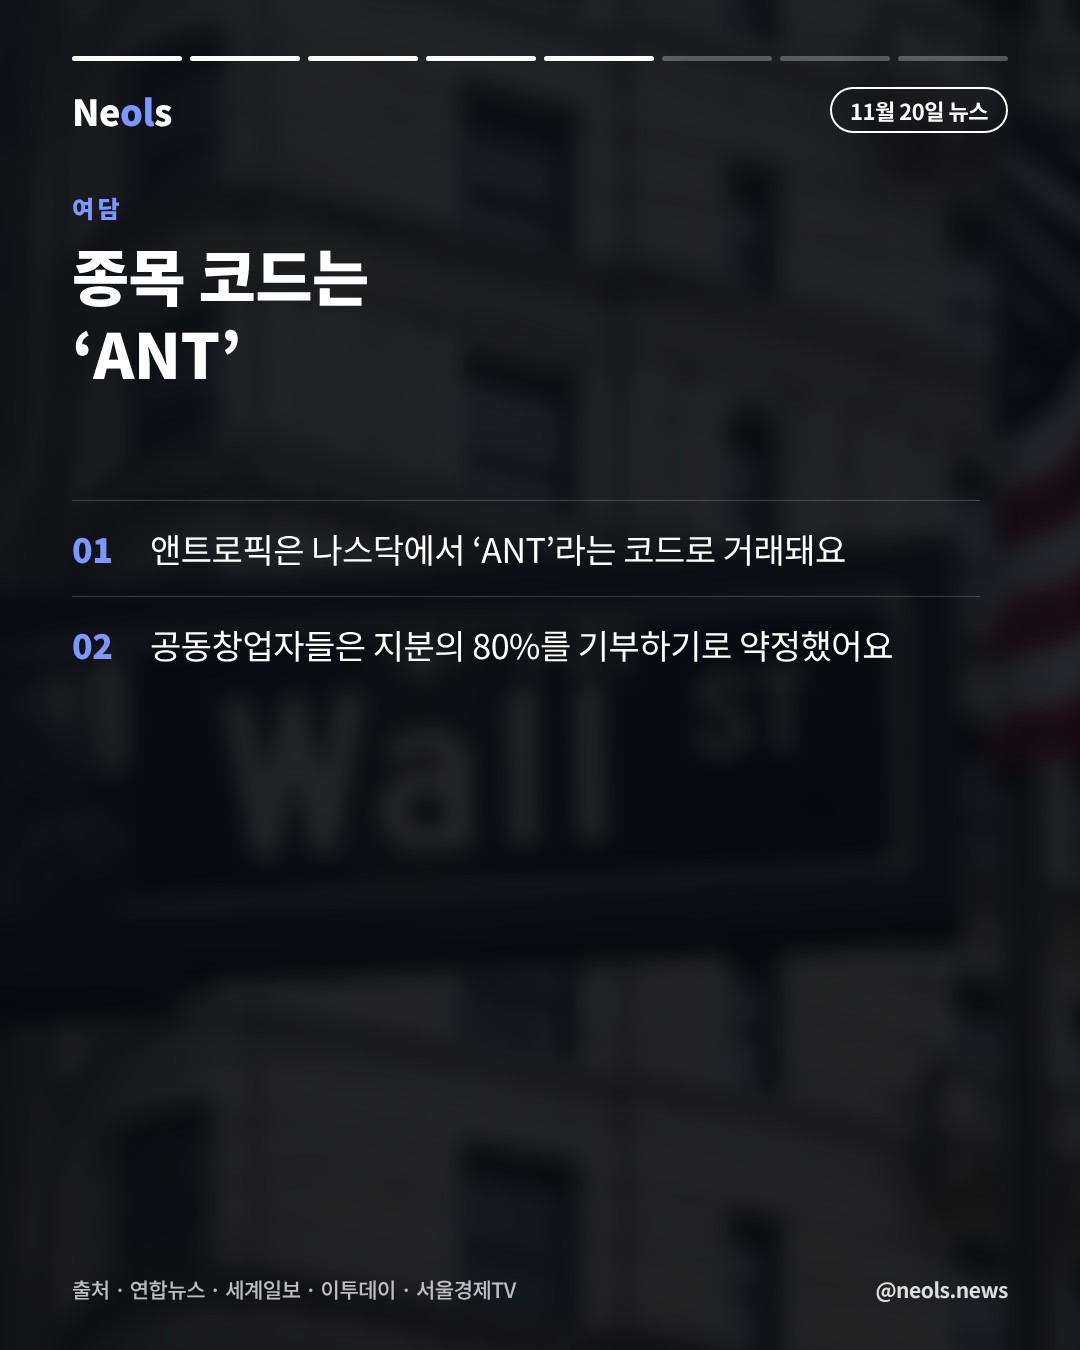 Neols
11월 20일 뉴스
여담
종목 코드는
‘ANT’
01 앤트로픽은 나스닥에서 ‘ANT’라는 코드로 거래돼요
02 공동창업자들은 지분의 80%를 기부하기로 약정했어요
Wall ST
출처 · 연합뉴스 · 세계일보 · 이투데이 · 서울경제TV
@neols.news